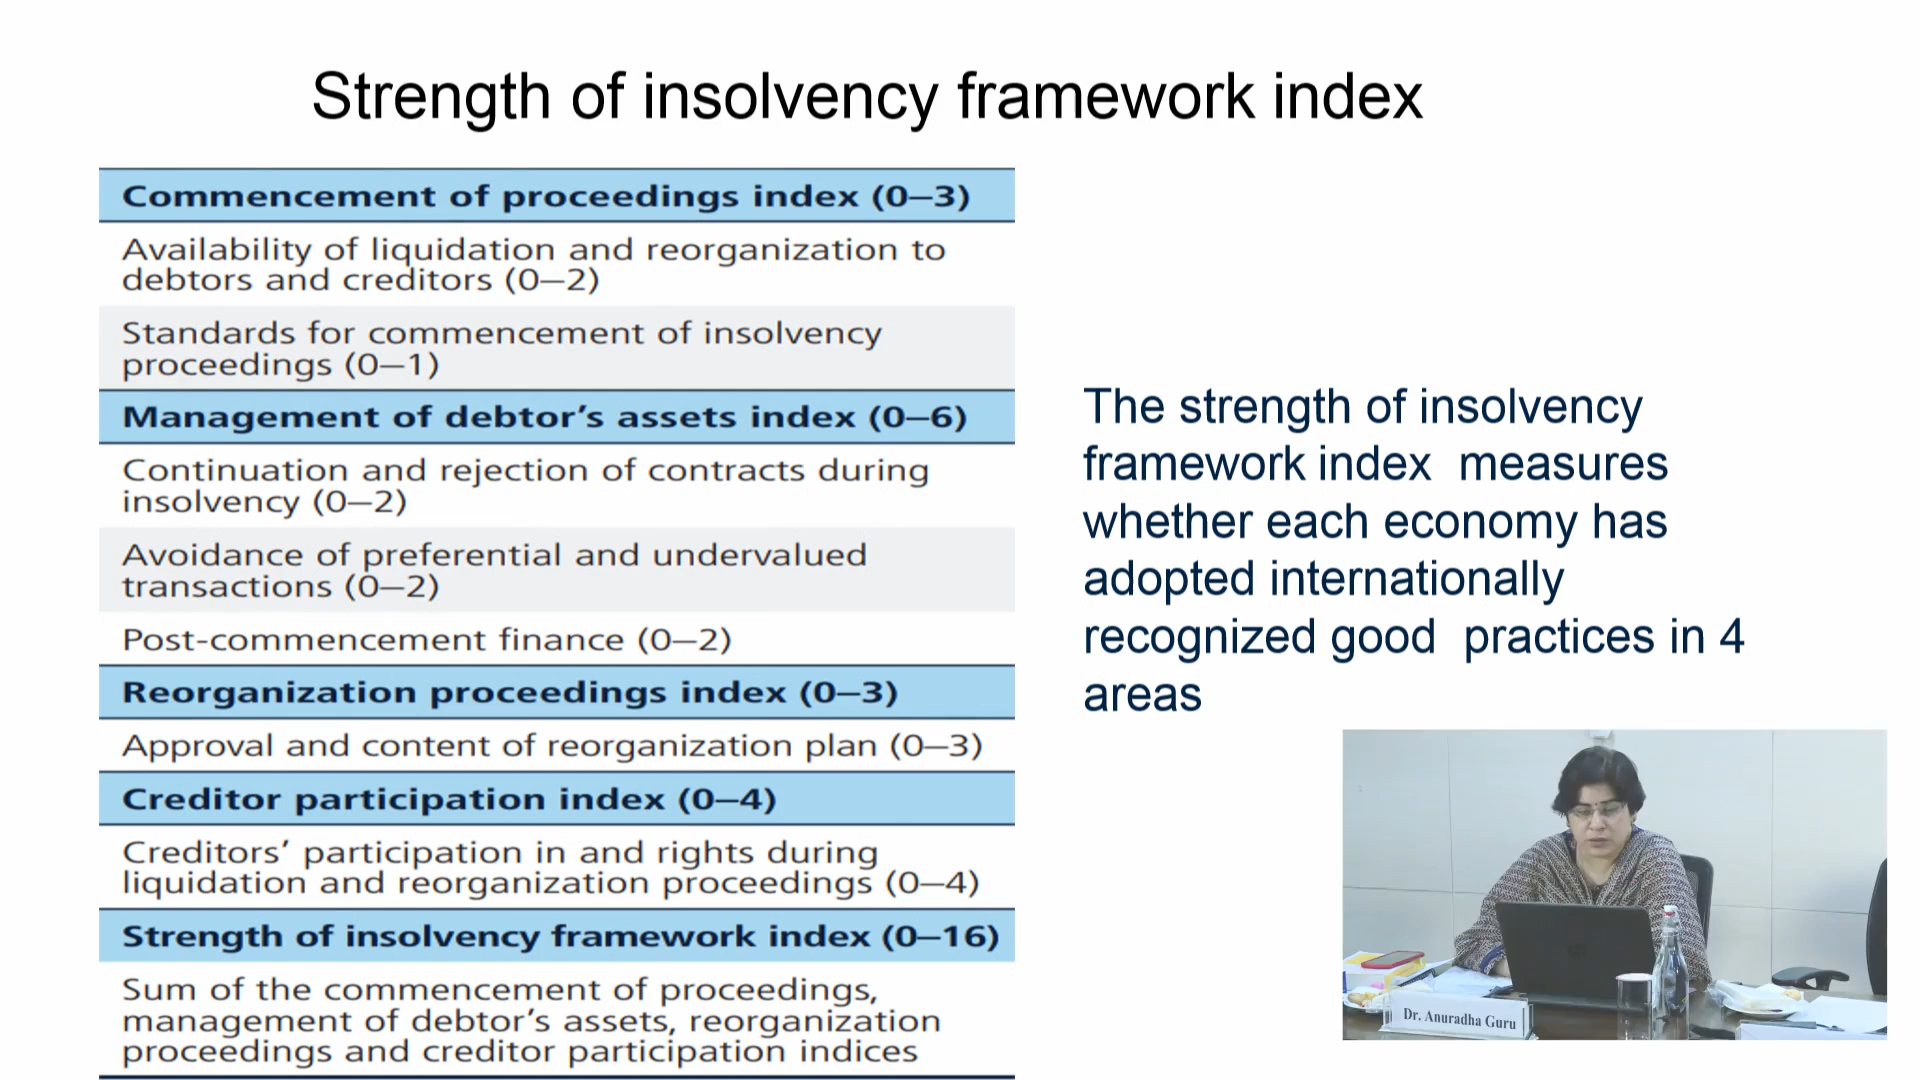 Strength of insolvency framework index
Commencement of proceedings index (0–3)
Availability of liquidation and reorganization to
debtors and creditors (0–2)
Standards for commencement of insolvency
proceedings (0–1)
Management of debtor’s assets index (0–6)
Continuation and rejection of contracts during
insolvency (0–2)
Avoidance of preferential and undervalued
transactions (0–2)
Post-commencement finance (0–2)
Reorganization proceedings index (0–3)
Approval and content of reorganization plan (0–3)
Creditor participation index (0–4)
Creditors’ participation in and rights during
liquidation and reorganization proceedings (0–4)
Strength of insolvency framework index (0–16)
Sum of the commencement of proceedings,
management of debtor’s assets, reorganization
proceedings and creditor participation indices
The strength of insolvency
framework index measures
whether each economy has
adopted internationally
recognized good practices in 4
areas
Dr. Anuradha Guru